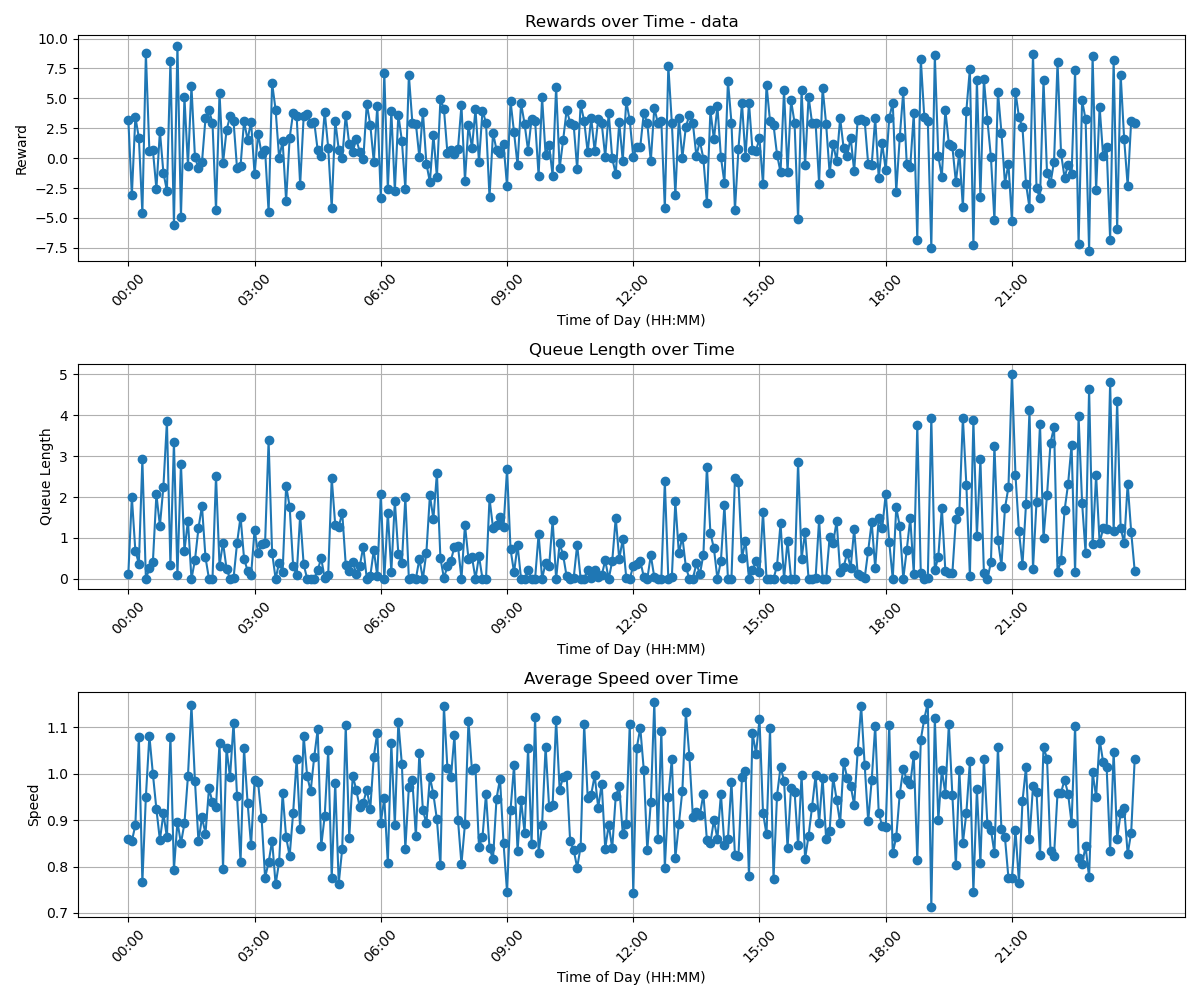 Rewards over Time - data
10.0
7.5
5.0
2.5
0.0
−2.5
−5.0
−7.5
Reward
00:00 03:00 06:00 09:00 12:00 15:00 18:00 21:00
Time of Day (HH:MM)
Queue Length over Time
5
4
3
2
1
0
Queue Length
00:00 03:00 06:00 09:00 12:00 15:00 18:00 21:00
Time of Day (HH:MM)
Average Speed over Time
1.1
1.0
0.9
0.8
0.7
Speed
00:00 03:00 06:00 09:00 12:00 15:00 18:00 21:00
Time of Day (HH:MM)